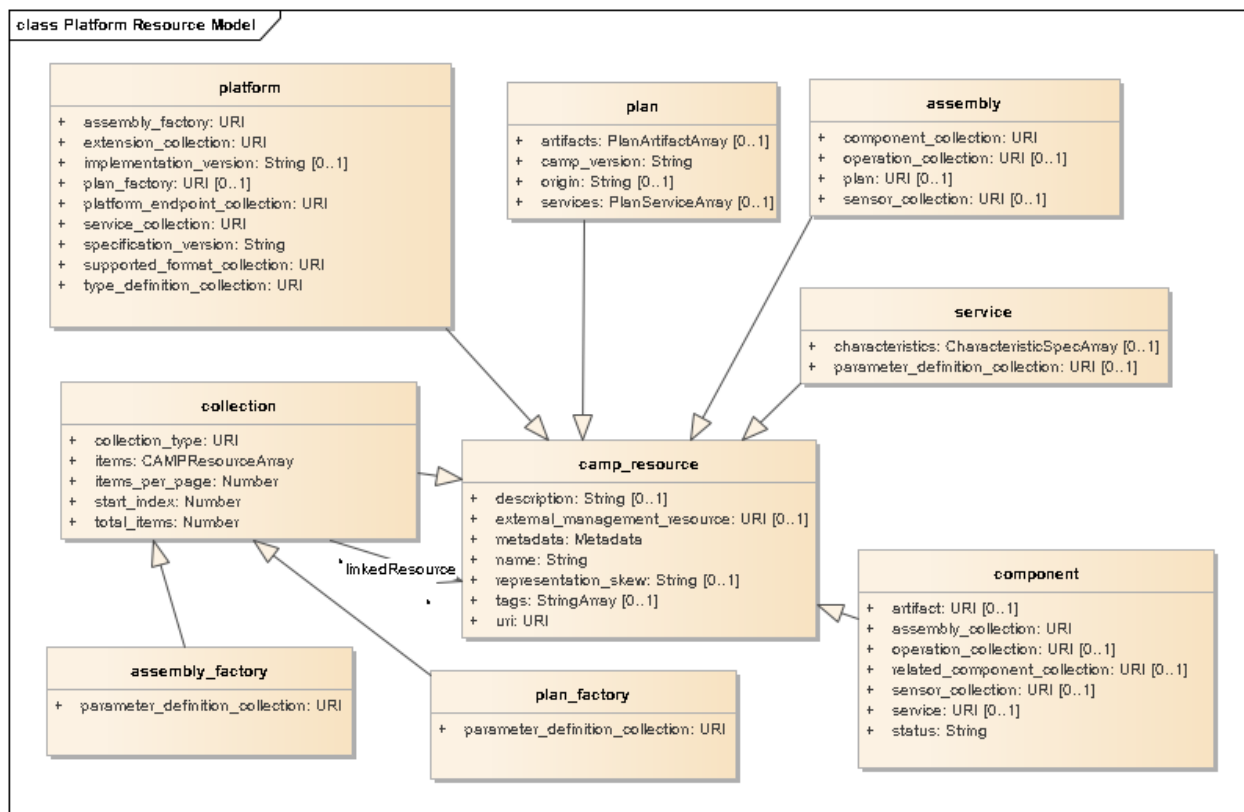 class Platform Resource Model
platform
+ assembly_factory: URI
+ extension_collection: URI
+ implementation_version: String [0..1]
+ plan_factory: URI [0..1]
+ platform_endpoint_collection: URI
+ service_collection: URI
+ specification_version: String
+ supported_format_collection: URI
+ type_definition_collection: URI
plan
+ artifacts: PlanArtifactArray [0..1]
+ camp_version: String
+ origin: String [0..1]
+ services: PlanServiceArray [0..1]
assembly
+ component_collection: URI
+ operation_collection: URI [0..1]
+ plan: URI [0..1]
+ sensor_collection: URI [0..1]
service
+ characteristics: CharacteristicSpecArray [0..1]
+ parameter_definition_collection: URI [0..1]
collection
+ collection_type: URI
+ items: CAMPResourceArray
+ items_per_page: Number
+ start_index: Number
+ total_items: Number
camp_resource
+ description: String [0..1]
+ external_management_resource: URI [0..1]
+ metadata: Metadata
+ name: String
+ representation_skew: String [0..1]
+ tags: StringArray [0..1]
+ uri: URI
* linkedResource
*
component
+ artifact: URI [0..1]
+ assembly_collection: URI
+ operation_collection: URI [0..1]
+ related_component_collection: URI [0..1]
+ sensor_collection: URI [0..1]
+ service: URI [0..1]
+ status: String
assembly_factory
+ parameter_definition_collection: URI
plan_factory
+ parameter_definition_collection: URI